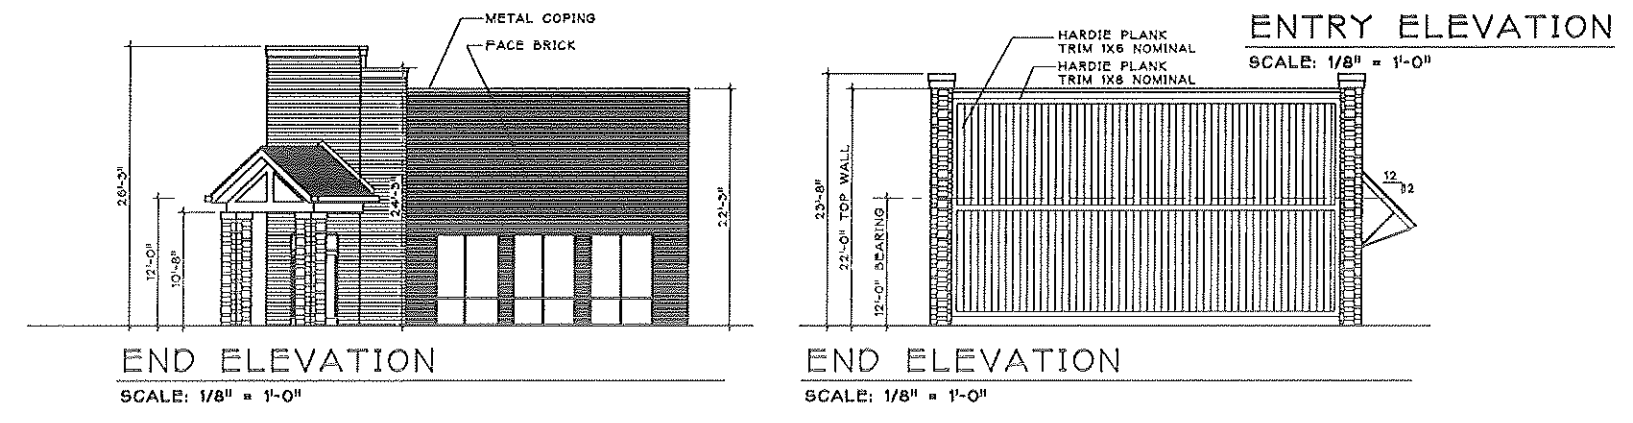 METAL COPING
FACE BRICK
26'-3"
12'-0"
10'-8"
24'-3"
22'-3"
END ELEVATION
SCALE: 1/8" = 1'-0"
ENTRY ELEVATION
SCALE: 1/8" = 1'-0"
HARDIE PLANK
TRIM 1X6 NOMINAL
HARDIE PLANK
TRIM 1X8 NOMINAL
23'-8"
22'-0" TOP WALL
12'-0" BEARING
12
12
END ELEVATION
SCALE: 1/8" = 1'-0"